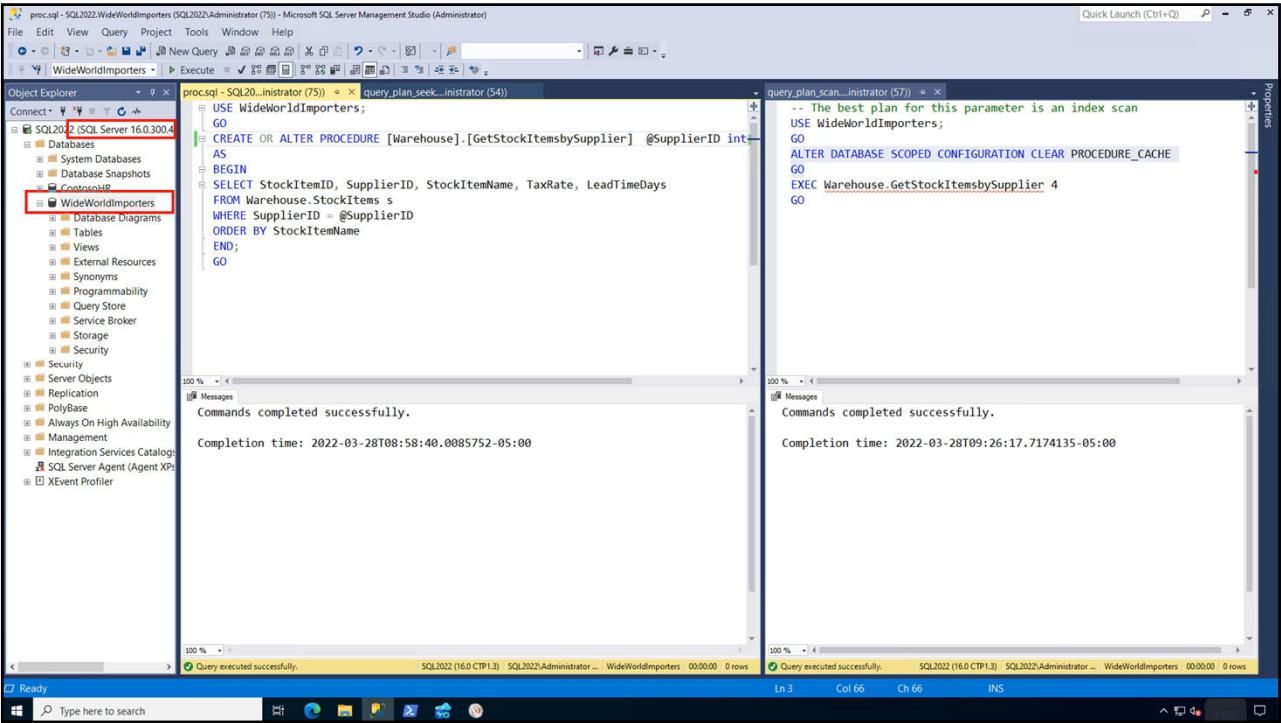 proc.sql - SQL2022.WideWorldImporters (SQL2022\Administrator (75)) - Microsoft SQL Server Management Studio (Administrator)
Quick Launch (Ctrl+Q)
File Edit View Query Project Tools Window Help
New Query
WideWorldImporters
Execute
Object Explorer
Connect
SQL2022 (SQL Server 16.0.300.4
Databases
System Databases
Database Snapshots
ContosoHR
WideWorldImporters
Database Diagrams
Tables
Views
External Resources
Synonyms
Programmability
Query Store
Service Broker
Storage
Security
Security
Server Objects
Replication
PolyBase
Always On High Availability
Management
Integration Services Catalogs
SQL Server Agent (Agent XPs
XEvent Profiler
proc.sql - SQL20...inistrator (75)) query_plan_seek....inistrator (54))
USE WideWorldImporters;
GO
CREATE OR ALTER PROCEDURE [Warehouse].[GetStockItemsbySupplier] @SupplierID int
AS
BEGIN
SELECT StockItemID, SupplierID, StockItemName, TaxRate, LeadTimeDays
FROM Warehouse.StockItems s
WHERE SupplierID = @SupplierID
ORDER BY StockItemName
END;
GO
100 %
Messages
Commands completed successfully.
Completion time: 2022-03-28T08:58:40.0085752-05:00
100 %
Query executed successfully. SQL2022 (16.0 CTP1.3) SQL2022\Administrator ... WideWorldImporters 00:00:00 0 rows
query_plan_scan....inistrator (57))
-- The best plan for this parameter is an index scan
USE WideWorldImporters;
GO
ALTER DATABASE SCOPED CONFIGURATION CLEAR PROCEDURE_CACHE
GO
EXEC Warehouse.GetStockItemsbySupplier 4
GO
100 %
Messages
Commands completed successfully.
Completion time: 2022-03-28T09:26:17.7174135-05:00
100 %
Query executed successfully. SQL2022 (16.0 CTP1.3) SQL2022\Administrator ... WideWorldImporters 00:00:00 0 rows
Properties
Ready
Ln 3 Col 66 Ch 66 INS
Type here to search